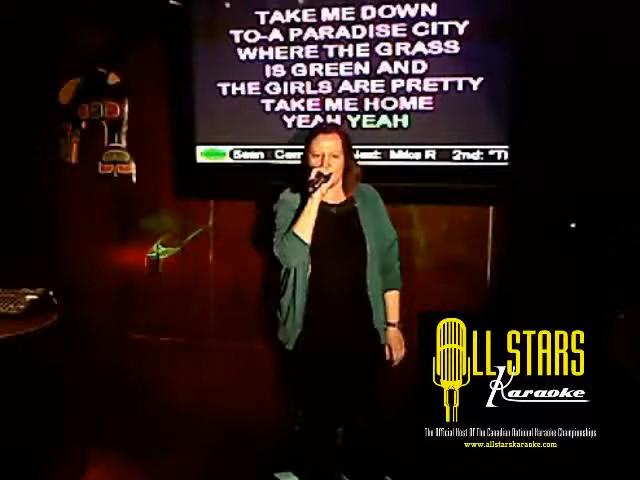 TAKE ME DOWN
TO-A PARADISE CITY
WHERE THE GRASS
IS GREEN AND
THE GIRLS ARE PRETTY
TAKE ME HOME
YEAH YEAH
Sean Next: Mike R 2nd: "Ti
ALL STARS
Karaoke
The Official Host Of The Canadian National Karaoke Championships
www.allstarskaraoke.com